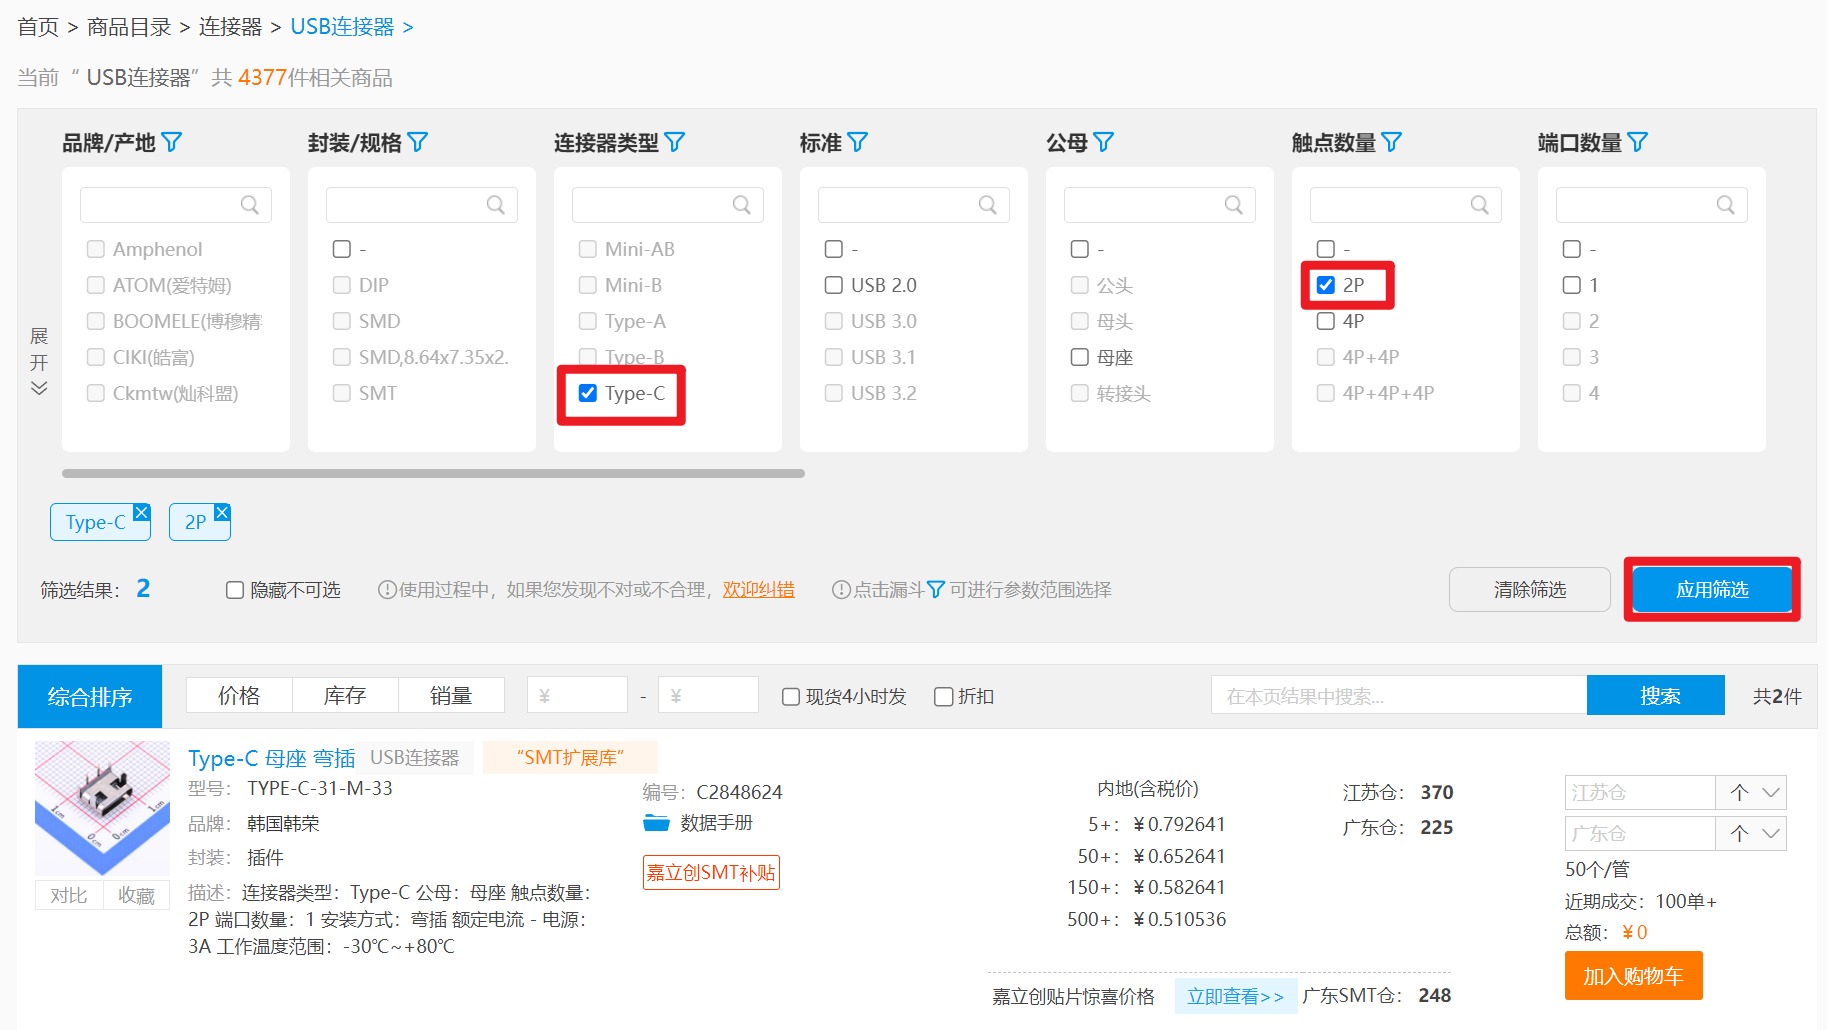 首页 > 商品目录 > 连接器 > USB连接器 >
当前 “ USB连接器” 共 4377件相关商品
品牌/产地 封装/规格 连接器类型 标准 公母 触点数量 端口数量
Amphenol - Mini-AB - - - -
ATOM(爱特姆) DIP Mini-B USB 2.0 公头 2P 1
BOOMELE(博穆精 SMD Type-A USB 3.0 母头 4P 2
CIKI(皓富) SMD,8.64x7.35x2. Type-B USB 3.1 母座 4P+4P 3
Ckmtw(灿科盟) SMT Type-C USB 3.2 转接头 4P+4P+4P 4
展
开
Type-C 2P
筛选结果： 2 隐藏不可选 使用过程中，如果您发现不对或不合理，欢迎纠错 点击漏斗 可进行参数范围选择 清除筛选 应用筛选
综合排序 价格 库存 销量 ¥ - ¥ 现货4小时发 折扣 在本页结果中搜索... 搜索 共2件
Type-C 母座 弯插 USB连接器 “SMT扩展库”
型号： TYPE-C-31-M-33
品牌： 韩国韩荣
封装： 插件
描述：连接器类型：Type-C 公母：母座 触点数量：
2P 端口数量：1 安装方式：弯插 额定电流 - 电源：
3A 工作温度范围：-30℃~+80℃
对比 收藏
编号：C2848624
数据手册
嘉立创SMT补贴
内地(含税价)
5+：￥0.792641
50+：￥0.652641
150+：￥0.582641
500+：￥0.510536
江苏仓： 370
广东仓： 225
嘉立创贴片惊喜价格 立即查看>> 广东SMT仓： 248
江苏仓 个
广东仓 个
50个/管
近期成交：100单+
总额：￥0
加入购物车
1cm
0cm
0cm
1cm